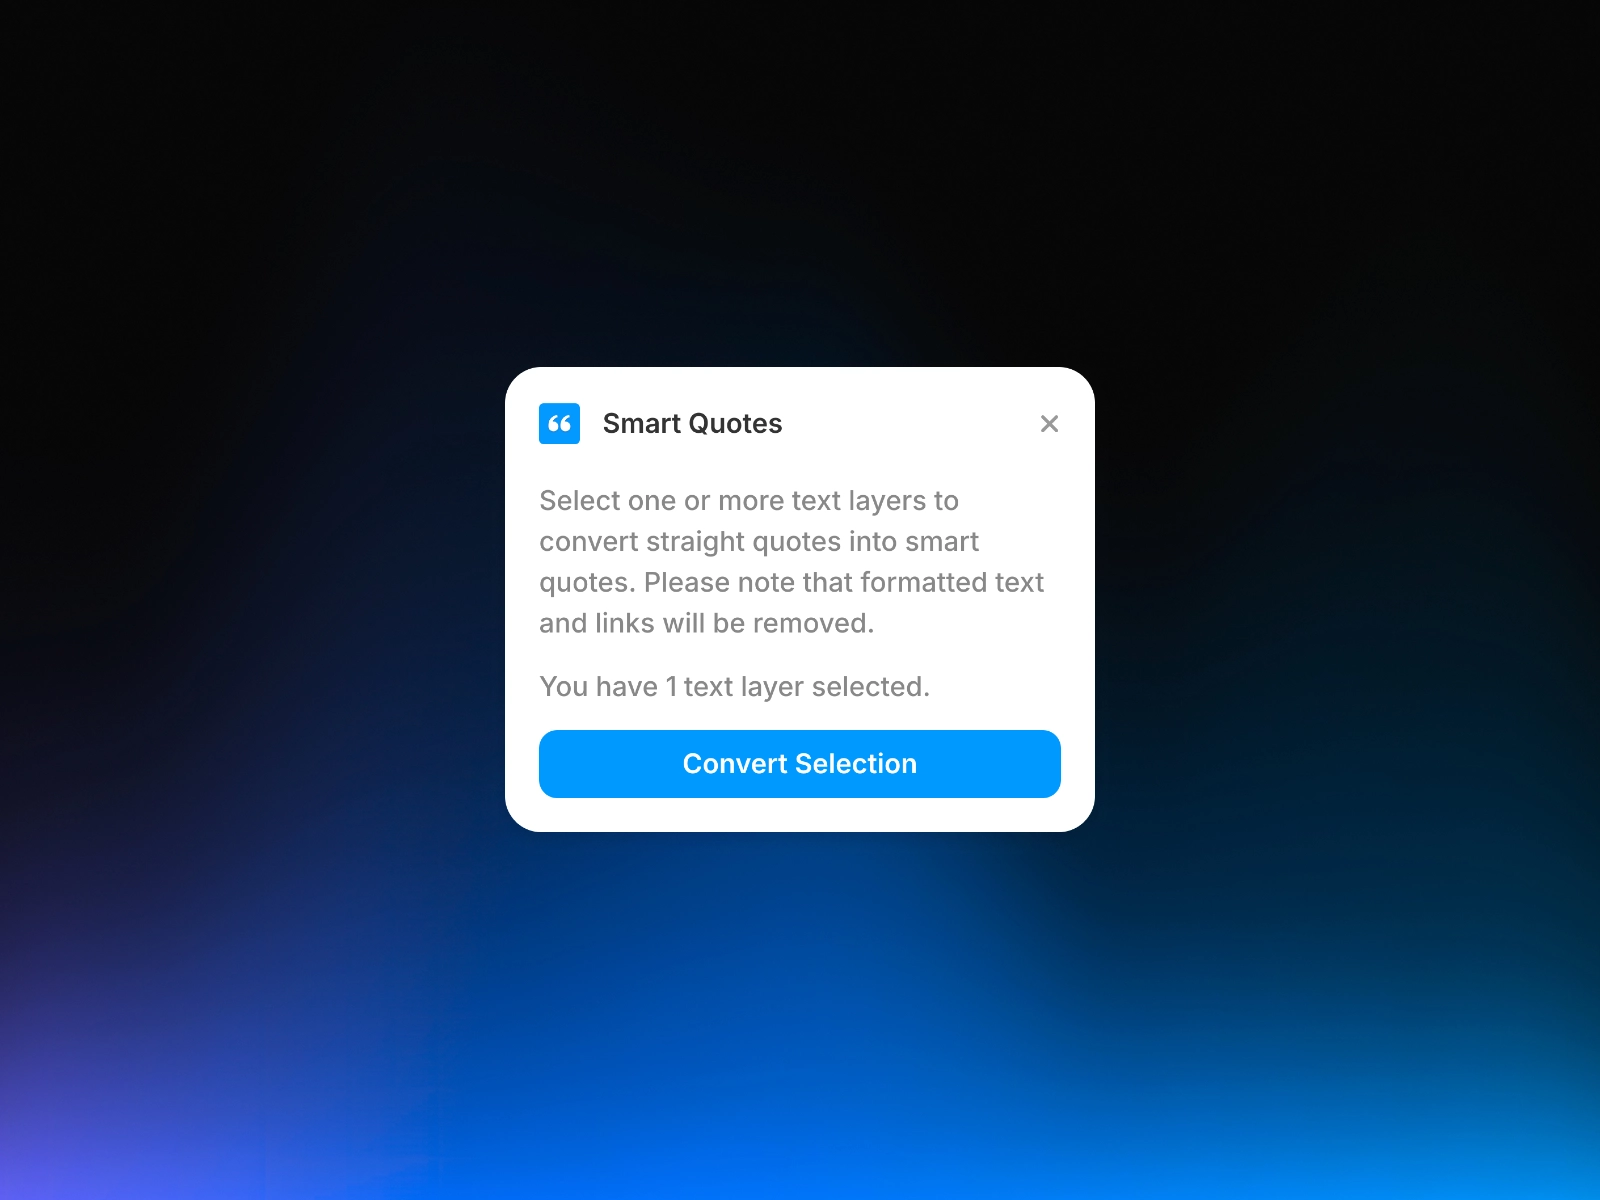 Smart Quotes
Select one or more text layers to
convert straight quotes into smart
quotes. Please note that formatted text
and links will be removed.
You have 1 text layer selected.
Convert Selection